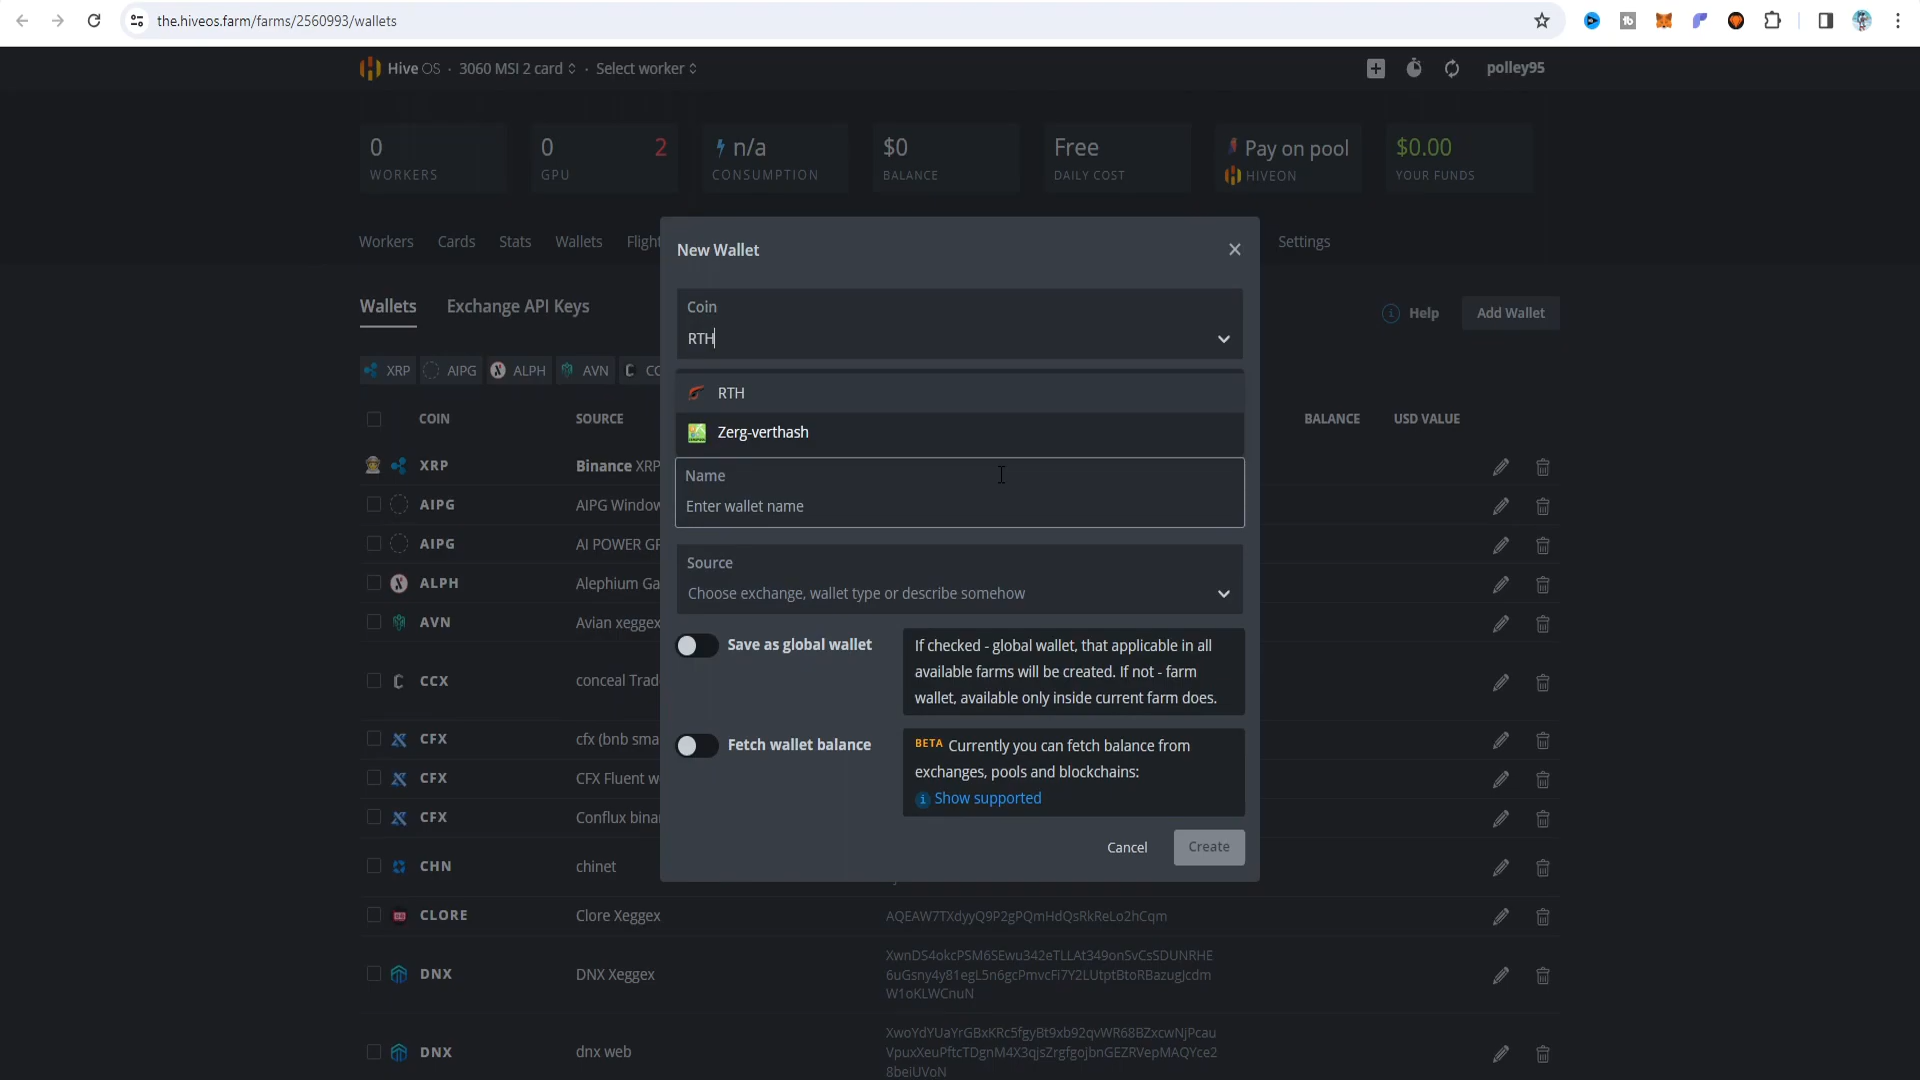 the.hiveos.farm/farms/2560993/wallets
Hive OS · 3060 MSI 2 card · Select worker
polley95
0
WORKERS
0 2
GPU
n/a
CONSUMPTION
$0
BALANCE
Free
DAILY COST
Pay on pool
HIVEON
$0.00
YOUR FUNDS
Workers Cards Stats Wallets Flight Settings
Wallets Exchange API Keys
Help
Add Wallet
XRP AIPG ALPH AVN
COIN SOURCE BALANCE USD VALUE
XRP Binance XRP
AIPG AIPG Window
AIPG
ALPH Alephium Ga
AVN Avian xeggex
CCX conceal Trad
CFX cfx (bnb sma
CFX CFX Fluent w
CFX Conflux bina
CHN chinet
CLORE Clore Xeggex AQEAW7TXdyyQ9P2gPQmHdQsRkReLo2hCqm
DNX DNX Xeggex
XwnDS4okcPSM6SEwu342eTLLAt349onSvCsSDUNRHE
6uGsny4y81egL5n6gcPmvcFi7Y2LUtptBtoRBazugJcdm
W1oKLWCnuN
DNX dnx web
XwoYdYUaYrGBxKRc5fgyBt9xb92qvWR68BZxcwNjPcau
VpuxXeuPftcTDgnM4X3qjsZrgfgojbnGEZRVepMAQYce2
8beiUVoN
New Wallet
Coin
RTH
RTH
Zerg-verthash
Name
Enter wallet name
Source
Choose exchange, wallet type or describe somehow
Save as global wallet
If checked - global wallet, that applicable in all
available farms will be created. If not - farm
wallet, available only inside current farm does.
Fetch wallet balance
BETA Currently you can fetch balance from
exchanges, pools and blockchains:
Show supported
Cancel
Create